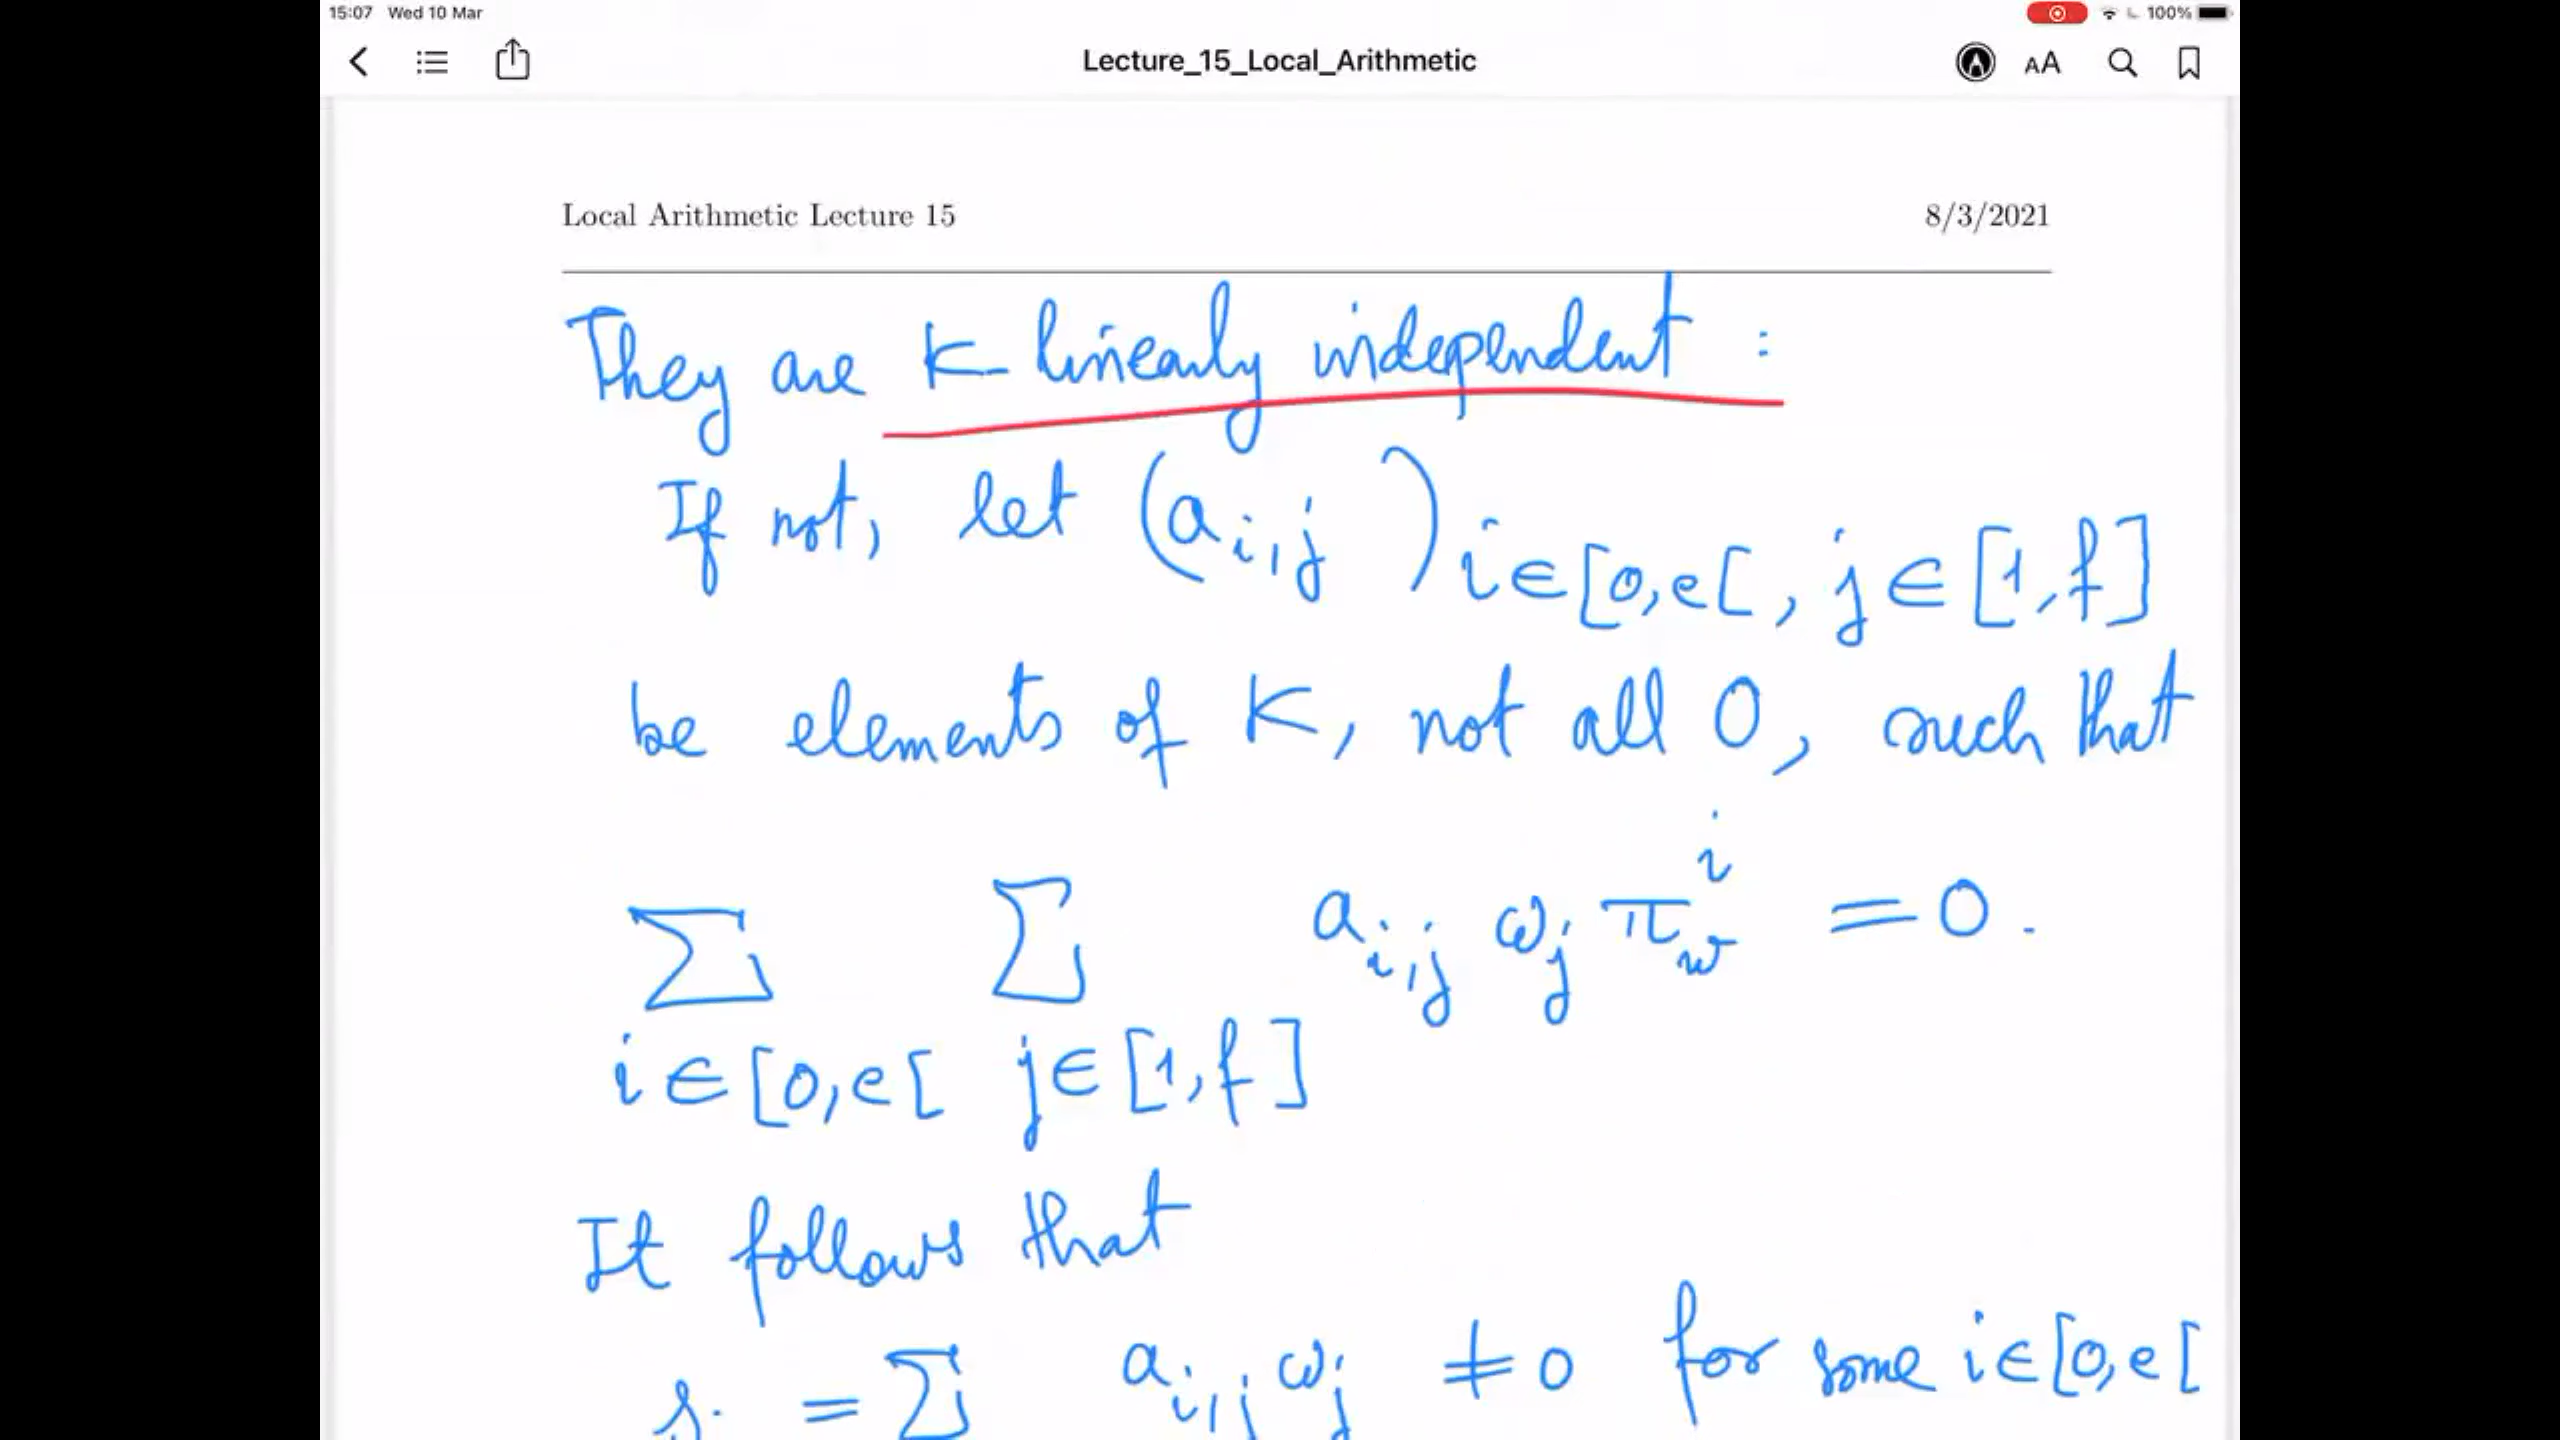 15:07 Wed 10 Mar 100%
Lecture_15_Local_Arithmetic
AA
Local Arithmetic Lecture 15 8/3/2021
They are K-linearly independent :
If not, let (a_{i,j})_{i∈[0,e[, j∈[1,f]}
be elements of K, not all 0, such that
∑_{i∈[0,e[} ∑_{j∈[1,f]} a_{i,j} ω_j π_w^i = 0.
It follows that
s_i = ∑ a_{i,j} ω_j ≠ 0 for some i∈[0,e[